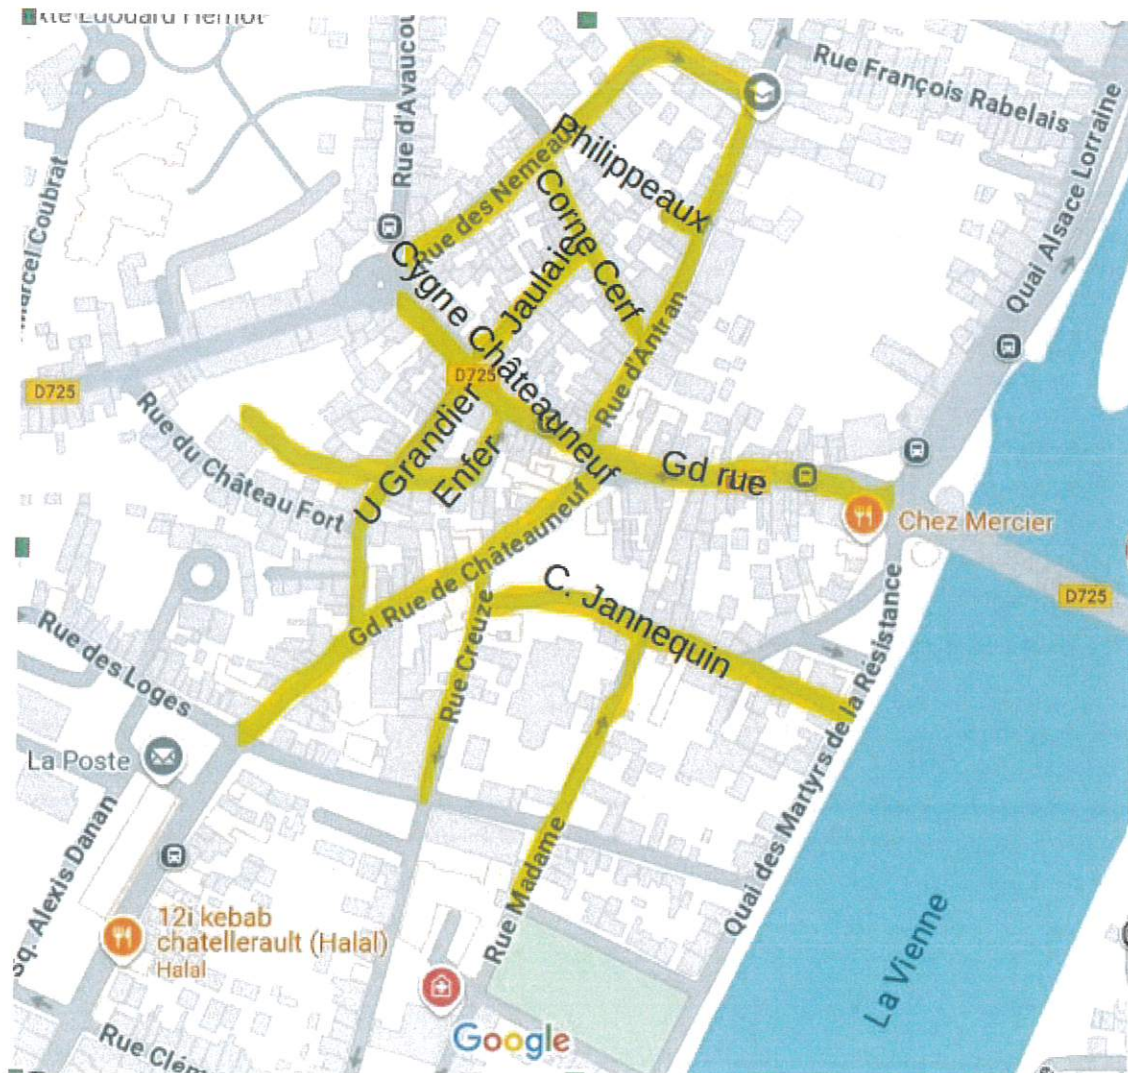 Rue d'Avaucou
Rue François Rabelais
Marcel Coubrat
Quai Alsace Lorraine
Rue des Nemeaux
Philippeaux
Corne Cerf
Jaulaie
Cygne Châteauneuf
Rue d'Antran
D725
D725
Rue du Château Fort
U Grandier
Enfer
Gd rue
Chez Mercier
D725
Gd Rue de Châteauneuf
C. Jannequin
Rue Creuzé
Rue des Loges
La Poste
Quai des Martyrs de la Résistance
Sq. Alexis Danan
Rue Madame
12i kebab
chatellerault (Halal)
Halal
La Vienne
Google
Rue Clém